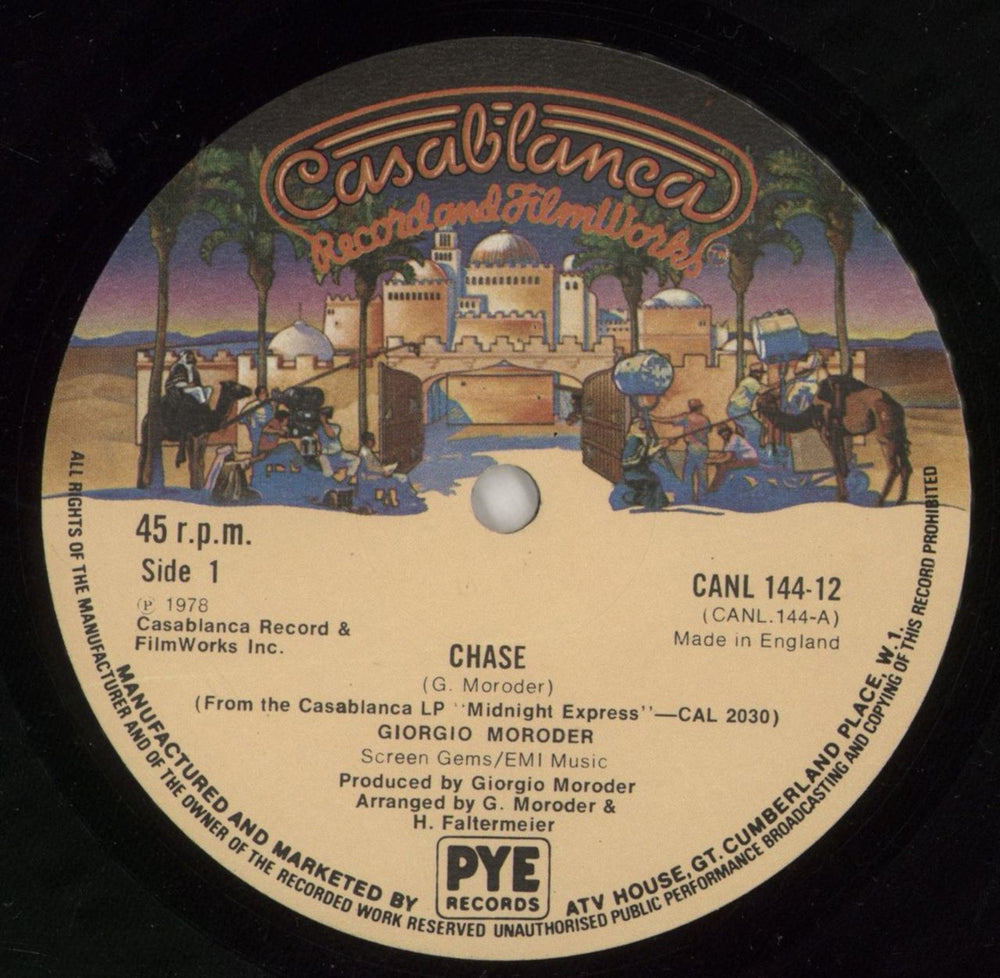 Casablanca
Record and FilmWorks
TM
45 r.p.m.
Side 1
℗ 1978
Casablanca Record &
FilmWorks Inc.
CANL 144-12
(CANL.144-A)
Made in England
CHASE
(G. Moroder)
(From the Casablanca LP "Midnight Express"—CAL 2030)
GIORGIO MORODER
Screen Gems/EMI Music
Produced by Giorgio Moroder
Arranged by G. Moroder &
H. Faltermeier
PYE
RECORDS
MANUFACTURED AND MARKETED BY
ATV HOUSE, GT. CUMBERLAND PLACE, W.1.
ALL RIGHTS OF THE MANUFACTURER AND OF THE OWNER OF THE RECORDED WORK RESERVED UNAUTHORISED PUBLIC PERFORMANCE BROADCASTING AND COPYING OF THIS RECORD PROHIBITED